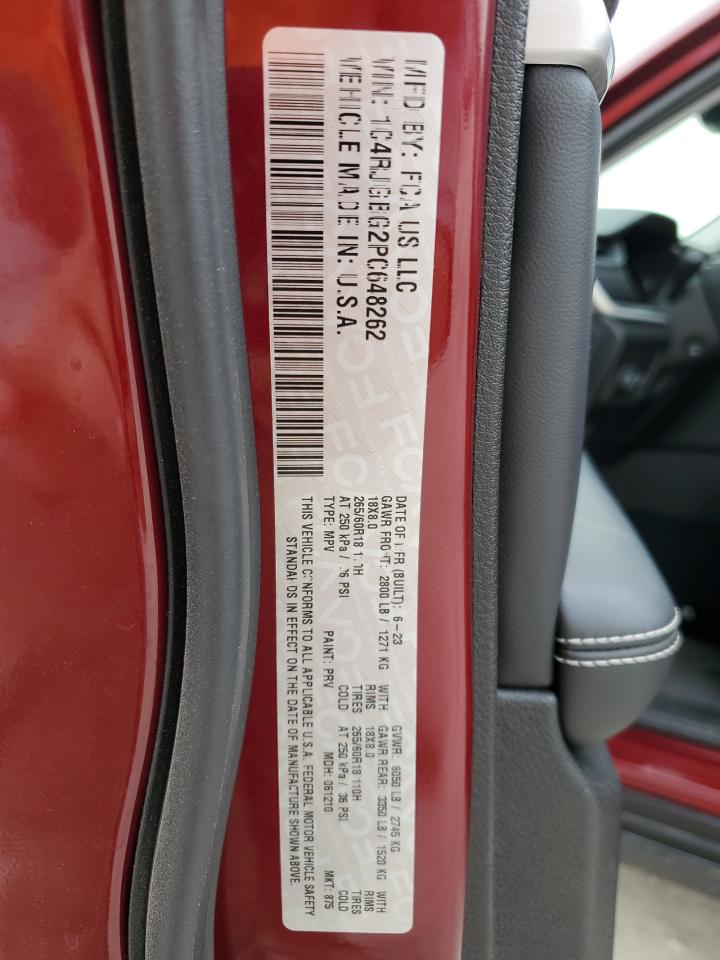 MFD BY: FCA US LLC
VIN: 1C4RJGBG2PC648262
VEHICLE MADE IN: U.S.A.
DATE OF MFR (BUILT): 6-23 GVWR: 6050 LB / 2745 KG
GAWR FRONT: 2800 LB / 1271 KG WITH GAWR REAR: 3350 LB / 1520 KG WITH
18X8.0 RIMS 18X8.0 RIMS
265/60R18 110H TIRES 265/60R18 110H TIRES
AT 250 kPa / 36 PSI COLD AT 250 kPa / 36 PSI COLD
TYPE: MPV PAINT: PRV MDH: 061210 MKT: 875
THIS VEHICLE CONFORMS TO ALL APPLICABLE U.S.A. FEDERAL MOTOR VEHICLE SAFETY
STANDARDS IN EFFECT ON THE DATE OF MANUFACTURE SHOWN ABOVE.